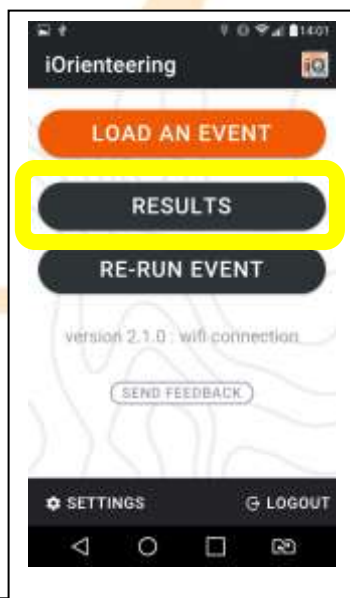 14:01
iOrienteering
iO
LOAD AN EVENT
RESULTS
RE-RUN EVENT
version 2.1.0 : wifi connection
SEND FEEDBACK
SETTINGS
LOGOUT